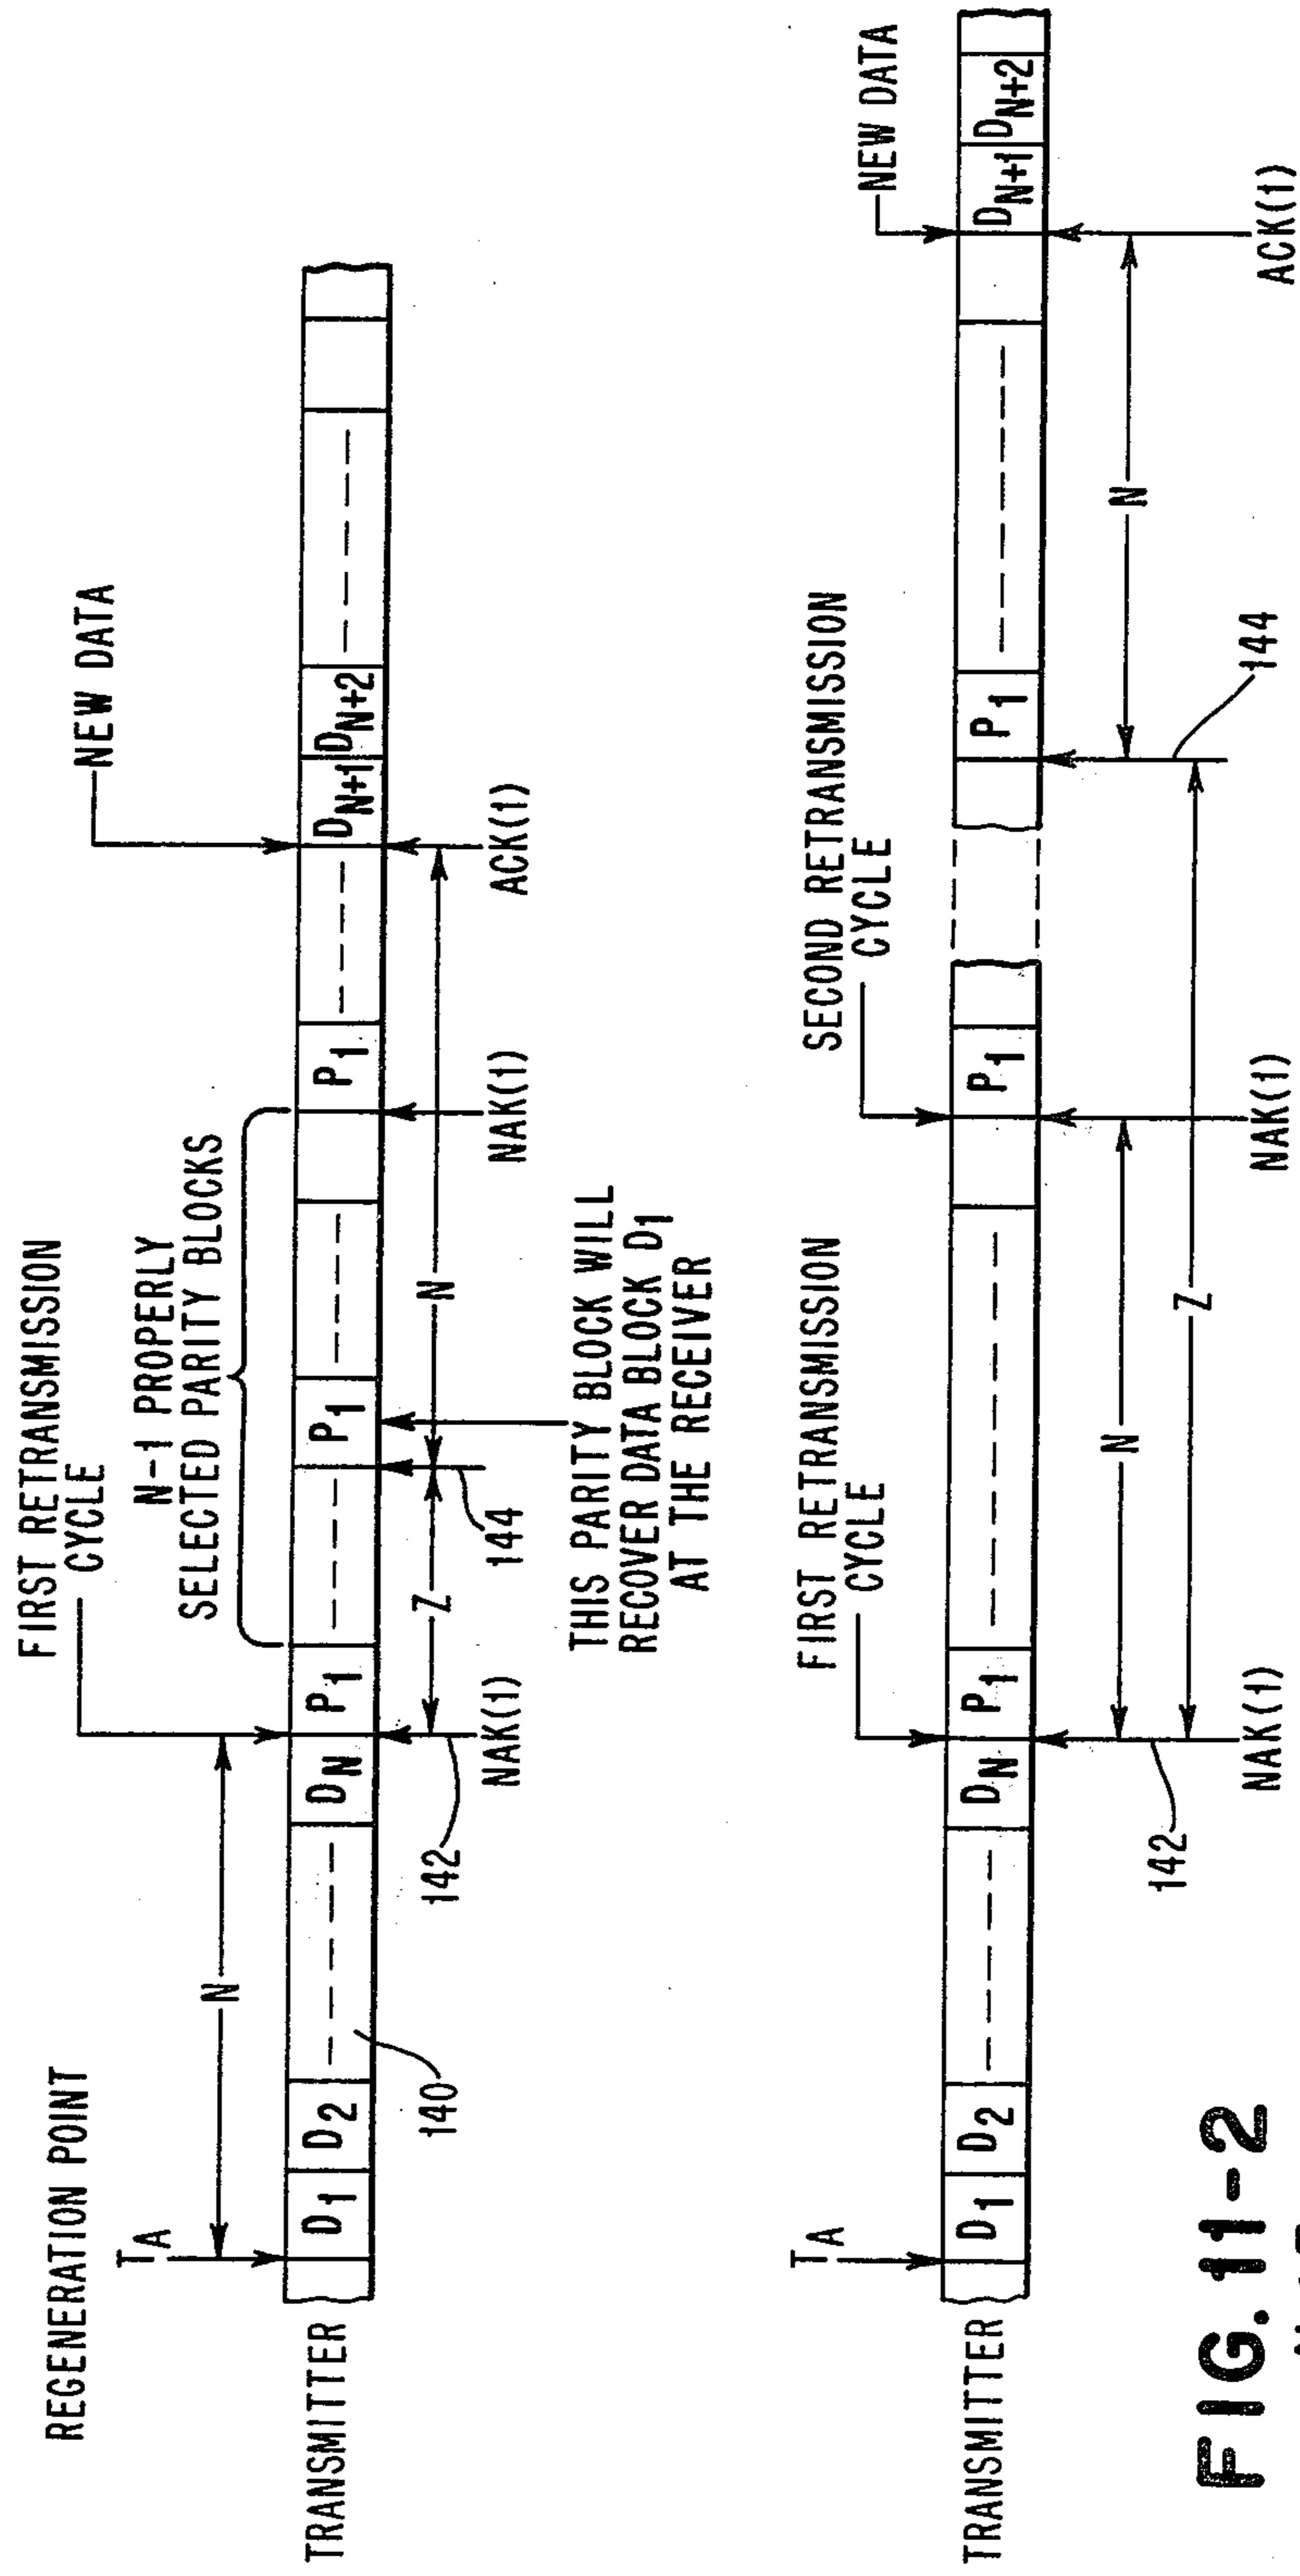 REGENERATION POINT
T_A
N
FIRST RETRANSMISSION
CYCLE
N-1 PROPERLY
SELECTED PARITY BLOCKS
NEW DATA
TRANSMITTER
D1 D2 DN P1 P1 P1 DN+1 DN+2
140
142
NAK(1)
Z
144
N
NAK(1)
ACK(1)
THIS PARITY BLOCK WILL
RECOVER DATA BLOCK D1
AT THE RECEIVER
T_A
FIRST RETRANSMISSION
CYCLE
SECOND RETRANSMISSION
CYCLE
NEW DATA
TRANSMITTER
D1 D2 DN P1 P1 P1 DN+1 DN+2
142
N
N
Z
144
NAK(1)
NAK(1)
ACK(1)
FIG. 11-2